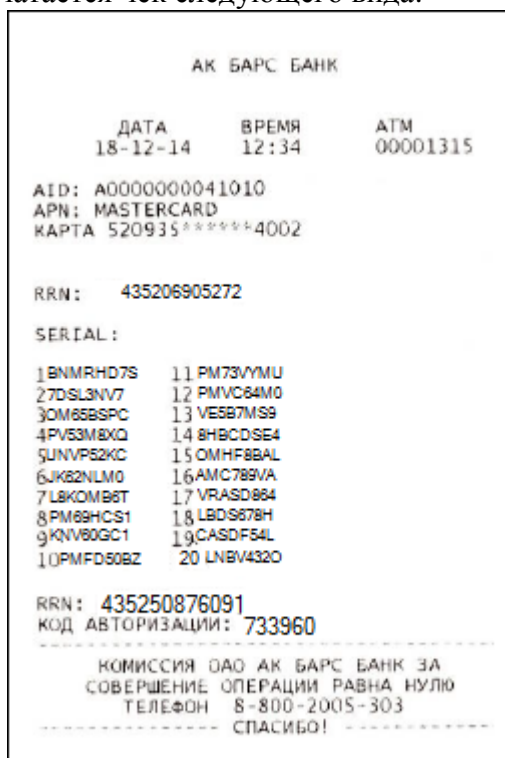 чатается чек следующего вида:
АК БАРС БАНК
ДАТА ВРЕМЯ АТМ
18-12-14 12:34 00001315
AID: A0000000041010
APN: MASTERCARD
КАРТА 520935******4002
RRN: 435206905272
SERIAL:
1 BNMRHD7S 11 PM73VYMU
2 7DSL3NV7 12 PMVC64M0
3 OM65BSPC 13 VE5B7MS9
4 PV53M8XQ 14 8HBCDSE4
5 UNVP52KC 15 OMHF8BAL
6 JK62NLM0 16 AMC789VA
7 L8KOMB6T 17 VRASD864
8 PM69HCS1 18 LBDS678H
9 KNV60GC1 19 CASDF54L
10 PMFD50BZ 20 LNBV432O
RRN: 435250876091
КОД АВТОРИЗАЦИИ: 733960
КОМИССИЯ ОАО АК БАРС БАНК ЗА
СОВЕРШЕНИЕ ОПЕРАЦИИ РАВНА НУЛЮ
ТЕЛЕФОН 8-800-2005-303
СПАСИБО!